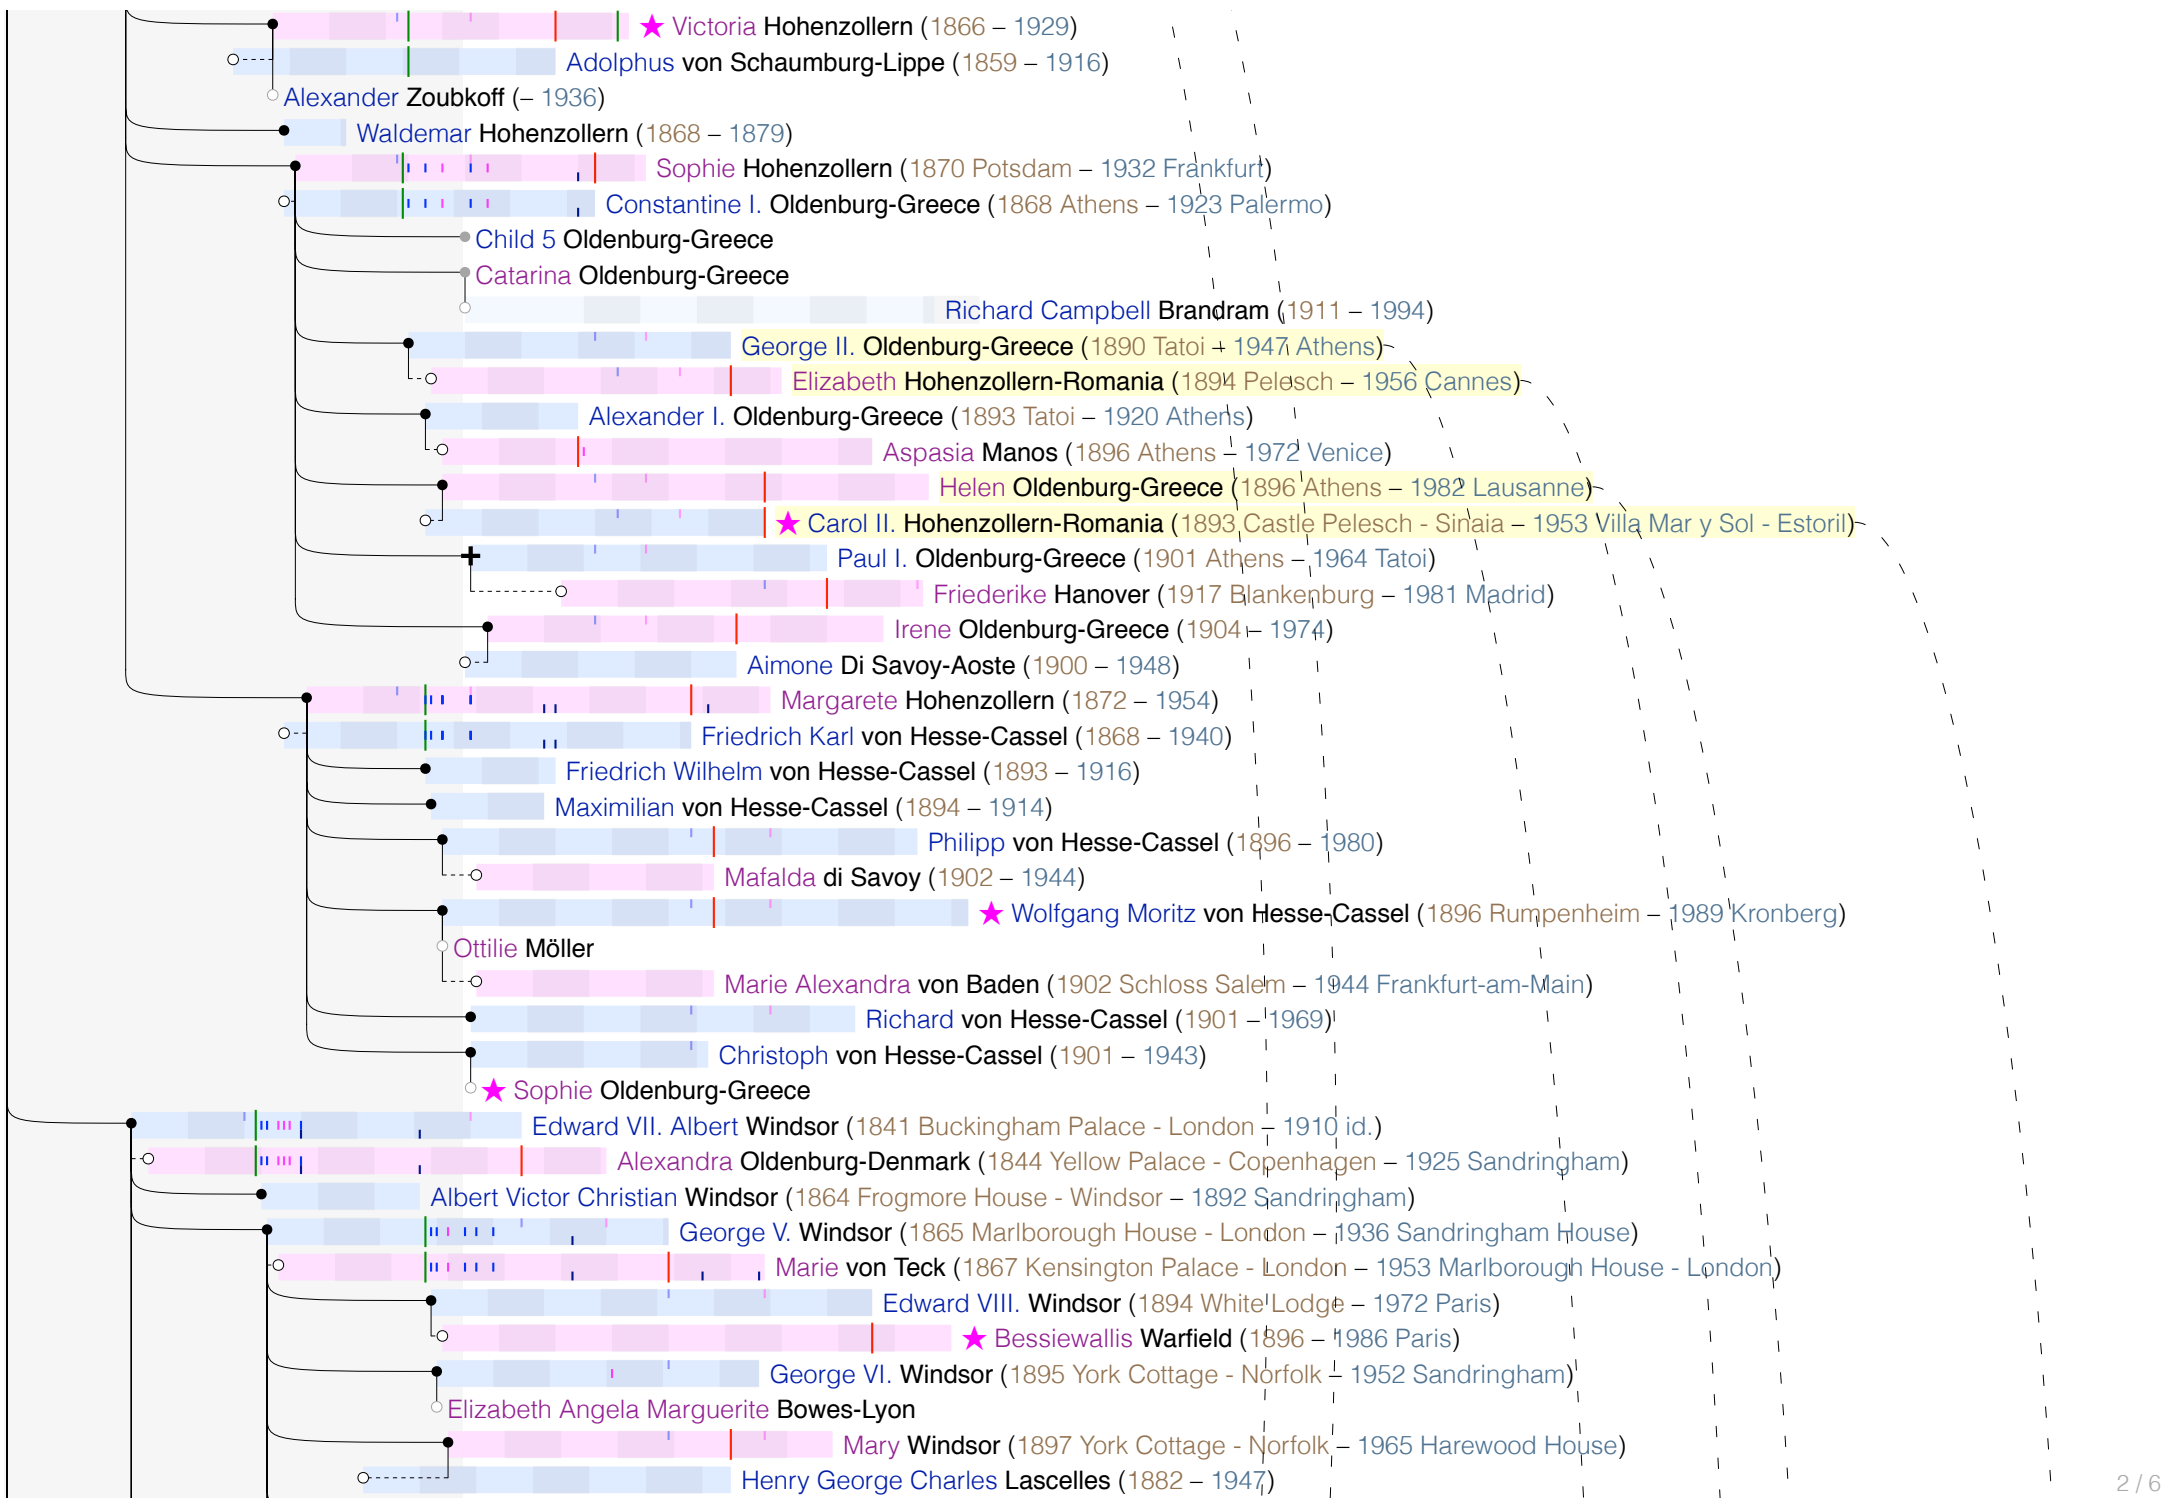 ★ Victoria Hohenzollern (1866 – 1929)
Adolphus von Schaumburg-Lippe (1859 – 1916)
Alexander Zoubkoff (– 1936)
Waldemar Hohenzollern (1868 – 1879)
Sophie Hohenzollern (1870 Potsdam – 1932 Frankfurt)
Constantine I. Oldenburg-Greece (1868 Athens – 1923 Palermo)
Child 5 Oldenburg-Greece
Catarina Oldenburg-Greece
Richard Campbell Brandram (1911 – 1994)
George II. Oldenburg-Greece (1890 Tatoi – 1947 Athens)
Elizabeth Hohenzollern-Romania (1894 Pelesch – 1956 Cannes)
Alexander I. Oldenburg-Greece (1893 Tatoi – 1920 Athens)
Aspasia Manos (1896 Athens – 1972 Venice)
Helen Oldenburg-Greece (1896 Athens – 1982 Lausanne)
★ Carol II. Hohenzollern-Romania (1893 Castle Pelesch - Sinaia – 1953 Villa Mar y Sol - Estoril)
Paul I. Oldenburg-Greece (1901 Athens – 1964 Tatoi)
Friederike Hanover (1917 Blankenburg – 1981 Madrid)
Irene Oldenburg-Greece (1904 – 1974)
Aimone Di Savoy-Aoste (1900 – 1948)
Margarete Hohenzollern (1872 – 1954)
Friedrich Karl von Hesse-Cassel (1868 – 1940)
Friedrich Wilhelm von Hesse-Cassel (1893 – 1916)
Maximilian von Hesse-Cassel (1894 – 1914)
Philipp von Hesse-Cassel (1896 – 1980)
Mafalda di Savoy (1902 – 1944)
★ Wolfgang Moritz von Hesse-Cassel (1896 Rumpenheim – 1989 Kronberg)
Ottilie Möller
Marie Alexandra von Baden (1902 Schloss Salem – 1944 Frankfurt-am-Main)
Richard von Hesse-Cassel (1901 – 1969)
Christoph von Hesse-Cassel (1901 – 1943)
★ Sophie Oldenburg-Greece
Edward VII. Albert Windsor (1841 Buckingham Palace - London – 1910 id.)
Alexandra Oldenburg-Denmark (1844 Yellow Palace - Copenhagen – 1925 Sandringham)
Albert Victor Christian Windsor (1864 Frogmore House - Windsor – 1892 Sandringham)
George V. Windsor (1865 Marlborough House - London – 1936 Sandringham House)
Marie von Teck (1867 Kensington Palace - London – 1953 Marlborough House - London)
Edward VIII. Windsor (1894 White Lodge – 1972 Paris)
★ Bessiewallis Warfield (1896 – 1986 Paris)
George VI. Windsor (1895 York Cottage - Norfolk – 1952 Sandringham)
Elizabeth Angela Marguerite Bowes-Lyon
Mary Windsor (1897 York Cottage - Norfolk – 1965 Harewood House)
Henry George Charles Lascelles (1882 – 1947)
2 / 6